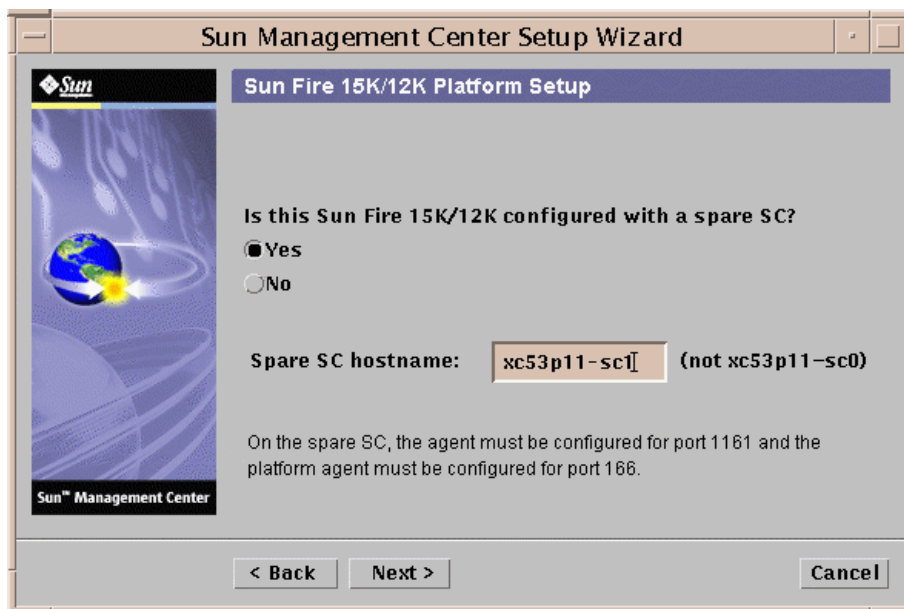 Sun Management Center Setup Wizard
Sun
Sun Fire 15K/12K Platform Setup
Is this Sun Fire 15K/12K configured with a spare SC?
Yes
No
Spare SC hostname: xc53p11-sc1 (not xc53p11-sc0)
On the spare SC, the agent must be configured for port 1161 and the
platform agent must be configured for port 166.
Sun™ Management Center
< Back Next > Cancel